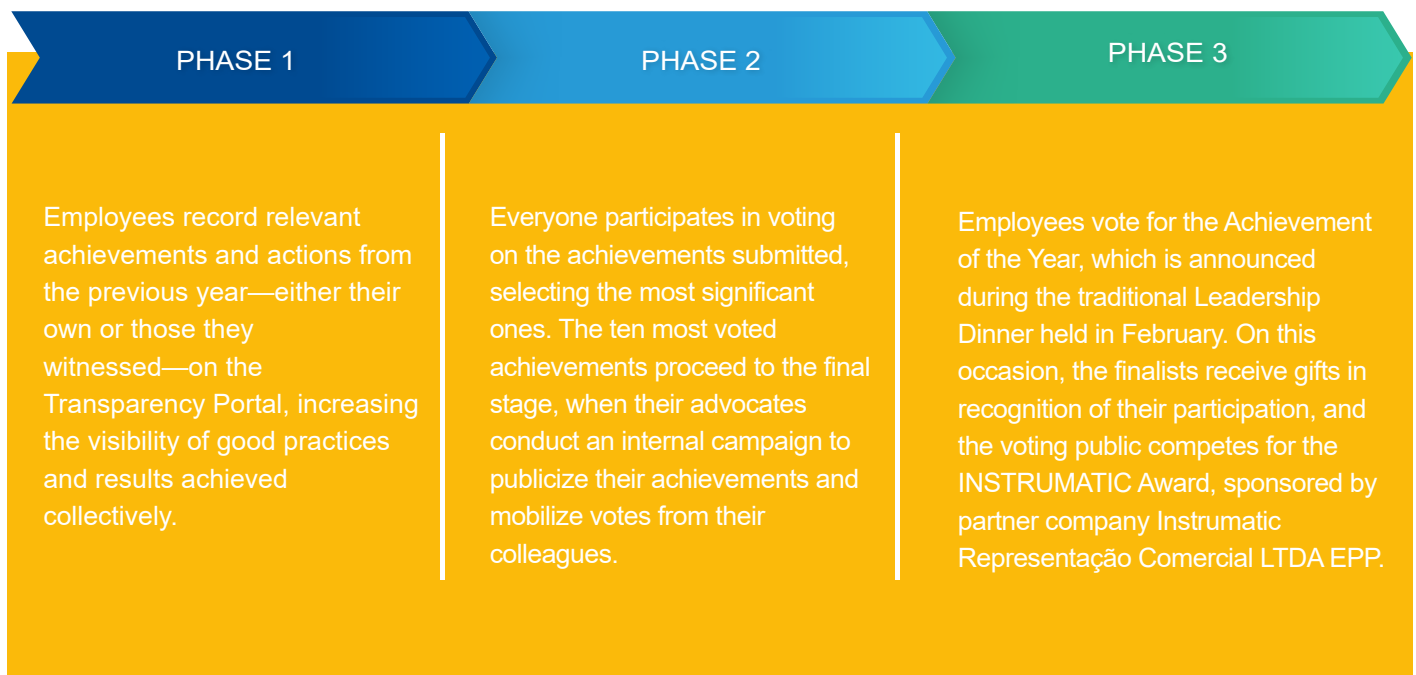 PHASE 1
PHASE 2
PHASE 3
Employees record relevant
achievements and actions from
the previous year—either their
own or those they
witnessed—on the
Transparency Portal, increasing
the visibility of good practices
and results achieved
collectively.
Everyone participates in voting
on the achievements submitted,
selecting the most significant
ones. The ten most voted
achievements proceed to the final
stage, when their advocates
conduct an internal campaign to
publicize their achievements and
mobilize votes from their
colleagues.
Employees vote for the Achievement
of the Year, which is announced
during the traditional Leadership
Dinner held in February. On this
occasion, the finalists receive gifts in
recognition of their participation, and
the voting public competes for the
INSTRUMATIC Award, sponsored by
partner company Instrumatic
Representação Comercial LTDA EPP.